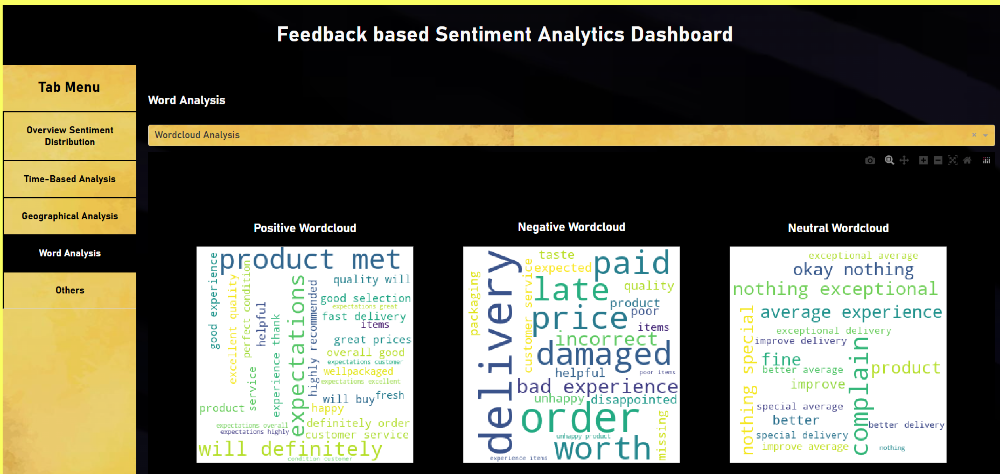 Feedback based Sentiment Analytics Dashboard
Tab Menu
Overview Sentiment
Distribution
Time-Based Analysis
Geographical Analysis
Word Analysis
Others
Word Analysis
Wordcloud Analysis
Positive Wordcloud
product met
good experience
excellent quality
perfect condition
helpful
experience thank
expectations
highly recommended
quality will
good selection
expectations great
fast delivery
items
great prices
overall good
expectations customer
wellpackaged
expectations excellent
fresh
will buy
service
product
happy
expectations overall
expectations highly
definitely order
customer service
will definitely
condition customer
Negative Wordcloud
delivery
packaging
customer service
taste
expected
paid
late
quality
product
poor
price
items
incorrect
damaged
helpful
poor items
bad experience
unhappy
disappointed
order
missing
unhappy product
worth
experience items
Neutral Wordcloud
exceptional average
okay nothing
nothing exceptional
average experience
nothing special
exceptional delivery
improve delivery
complain
fine
better average
product
improve
special average
better
better delivery
special delivery
improve average
nothing